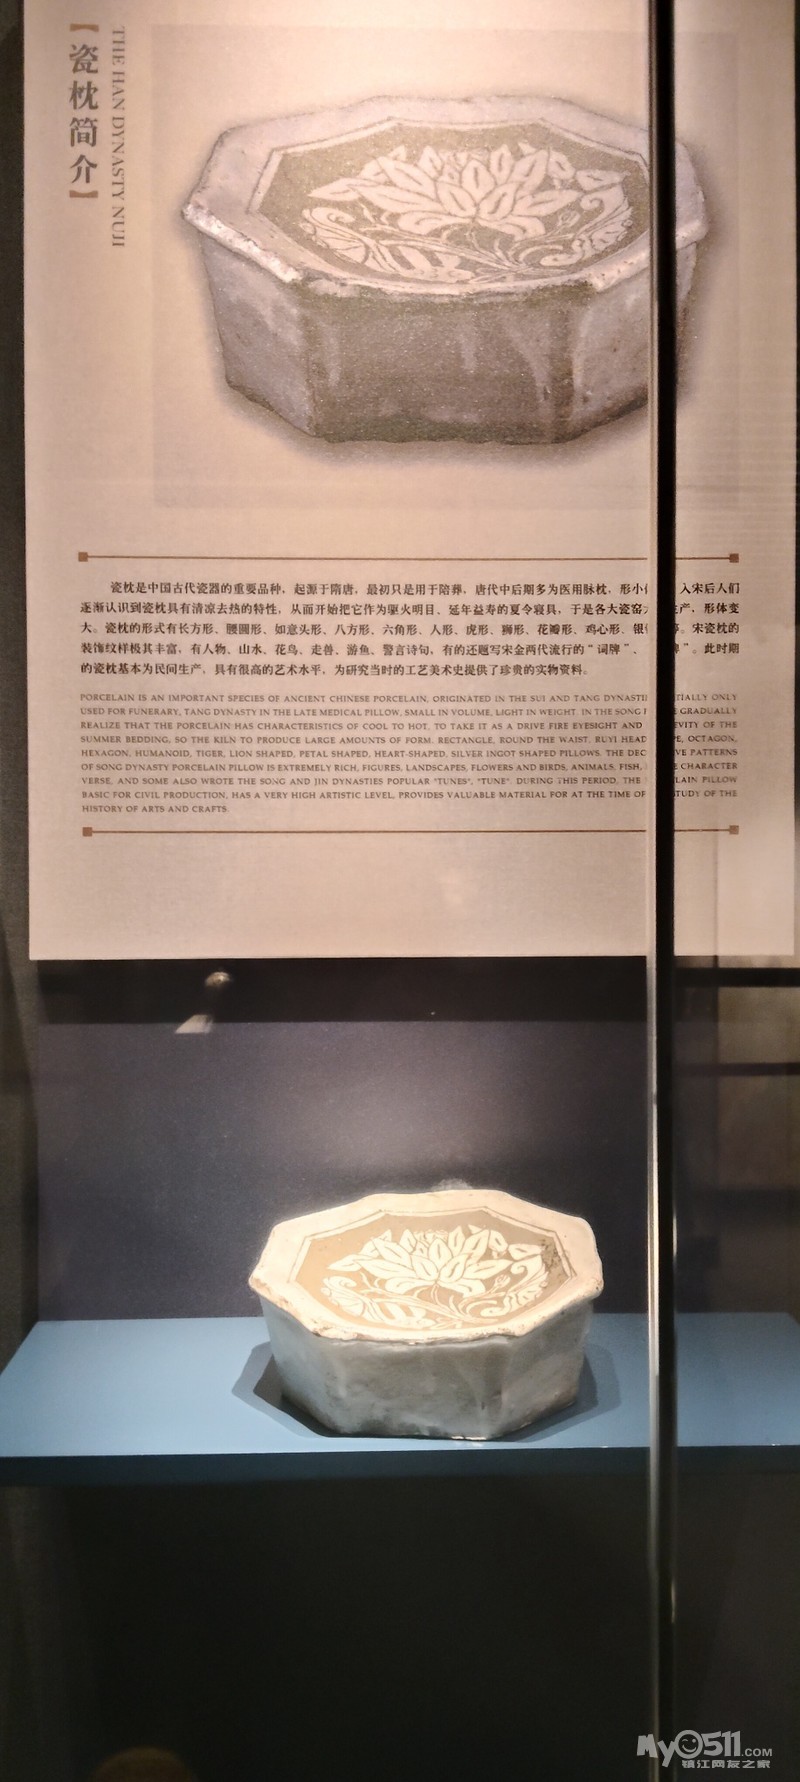 【瓷枕简介】
THE HAN DYNASTY NUJI
瓷枕是中国古代瓷器的重要品种，起源于隋唐，最初只是用于陪葬，唐代中后期多为医用脉枕，形小 入宋后人们
逐渐认识到瓷枕具有清凉去热的特性，从而开始把它作为驱火明目、延年益寿的夏令寝具，于是各大瓷窑 产，形体变
大。瓷枕的形式有长方形、腰圆形、如意头形、八方形、六角形、人形、虎形、狮形、花瓣形、鸡心形、银 等。宋瓷枕的
装饰纹样极其丰富，有人物、山水、花鸟、走兽、游鱼、警言诗句，有的还题写宋金两代流行的“词牌”、 ”。此时期
的瓷枕基本为民间生产，具有很高的艺术水平，为研究当时的工艺美术史提供了珍贵的实物资料。
PORCELAIN IS AN IMPORTANT SPECIES OF ANCIENT CHINESE PORCELAIN, ORIGINATED IN THE SUI AND TANG ONLY
USED FOR FUNERARY, TANG DYNASTY IN THE LATE MEDICAL PILLOW, SMALL IN VOLUME, LIGHT IN WEIGHT. IN THE SONG GRADUALLY
REALIZE THAT THE PORCELAIN HAS CHARACTERISTICS OF COOL TO HOT, TO TAKE IT AS A DRIVE FIRE EYESIGHT AND OF THE
SUMMER BEDDING, SO THE KILN TO PRODUCE LARGE AMOUNTS OF FORM. RECTANGLE, ROUND THE WAIST. RUYI HEAD OCTAGON,
HEXAGON, HUMANOID, TIGER, LION SHAPED, PETAL SHAPED, HEART-SHAPED, SILVER INGOT SHAPED PILLOWS. THE PATTERNS
OF SONG DYNASTY PORCELAIN PILLOW IS EXTREMELY RICH, FIGURES, LANDSCAPES, FLOWERS AND BIRDS, ANIMALS, FISH, CHARACTER
VERSE, AND SOME ALSO WROTE THE SONG AND JIN DYNASTIES POPULAR "TUNES", "TUNE". DURING THIS PERIOD, THE PILLOW
BASIC FOR CIVIL PRODUCTION, HAS A VERY HIGH ARTISTIC LEVEL, PROVIDES VALUABLE MATERIAL FOR AT THE TIME OF STUDY OF THE
HISTORY OF ARTS AND CRAFTS.
My0511.COM
镇江网友之家